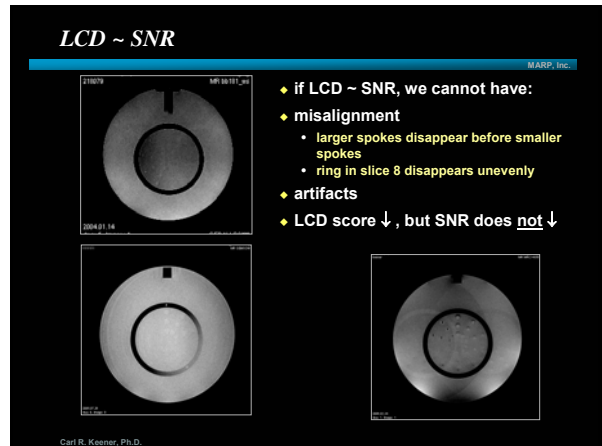 LCD ~ SNR
MARP, Inc.
219079
2004.01.14
◆ if LCD ~ SNR, we cannot have:
◆ misalignment
• larger spokes disappear before smaller
spokes
• ring in slice 8 disappears unevenly
◆ artifacts
◆ LCD score ↓ , but SNR does not ↓
Carl R. Keener, Ph.D.